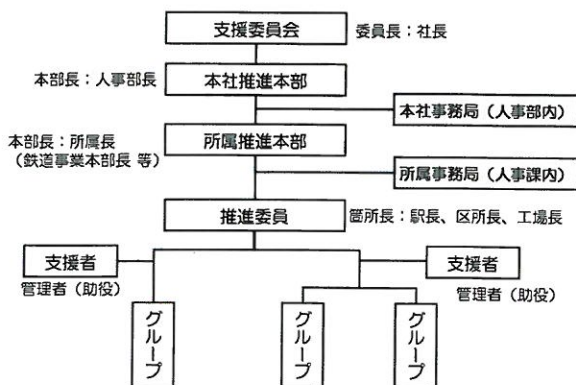 支援委員会
委員長：社長
本部長：人事部長
本社推進本部
本社事務局（人事部内）
本部長：所属長
（鉄道事業本部長 等）
所属推進本部
所属事務局（人事課内）
推進委員
箇所長：駅長、区所長、工場長
支援者
管理者（助役）
支援者
管理者（助役）
グループ
グループ
グループ